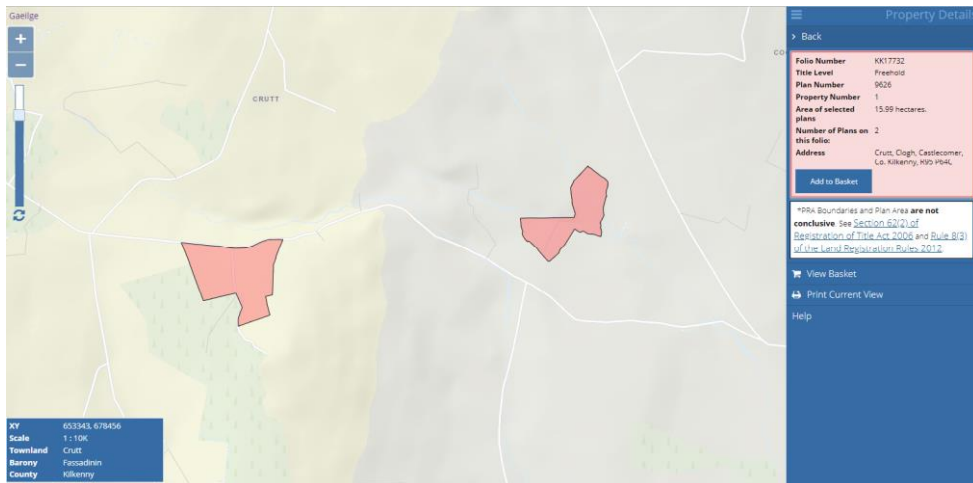 Gaeilge
+
−
CRUTT
CO
Property Detail
> Back
Folio Number KK17732
Title Level Freehold
Plan Number 9626
Property Number 1
Area of selected 15.99 hectares.
plans
Number of Plans on 2
this folio:
Address Crutt, Clogh, Castlecomer,
Co. Kilkenny, R95 P64C
Add to Basket
*PRA Boundaries and Plan Area are not
conclusive. See Section 62(2) of
Registration of Title Act 2006 and Rule 8(3)
of the Land Registration Rules 2012.
View Basket
Print Current View
Help
XY 653343, 678456
Scale 1 : 10K
Townland Crutt
Barony Fassadinin
County Kilkenny